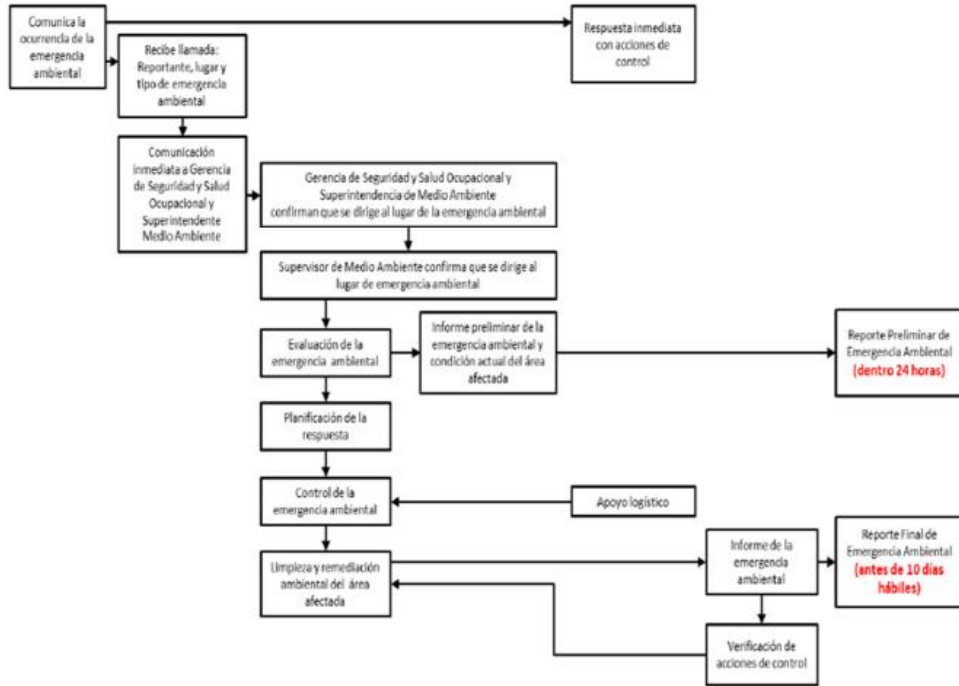 Comunica la
ocurrencia de la
emergencia
ambiental
Respuesta inmediata
con acciones de
control
Recibe llamada:
Reportante, lugar y
tipo de emergencia
ambiental
Comunicación
inmediata a Gerencia
de Seguridad y Salud
Ocupacional y
Superintendente
Medio Ambiente
Gerencia de Seguridad y Salud Ocupacional y
Superintendencia de Medio Ambiente
confirman que se dirige al lugar de la emergencia ambiental
Supervisor de Medio Ambiente confirma que se dirige al
lugar de emergencia ambiental
Evaluación de la
emergencia ambiental
Informe preliminar de la
emergencia ambiental y
condición actual del área
afectada
Reporte Preliminar de
Emergencia Ambiental
(dentro 24 horas)
Planificación de la
respuesta
Control de la
emergencia ambiental
Apoyo logístico
Limpieza y remediación
ambiental del área
afectada
Informe de la
emergencia
ambiental
Reporte Final de
Emergencia Ambiental
(antes de 10 días
hábiles)
Verificación de
acciones de control